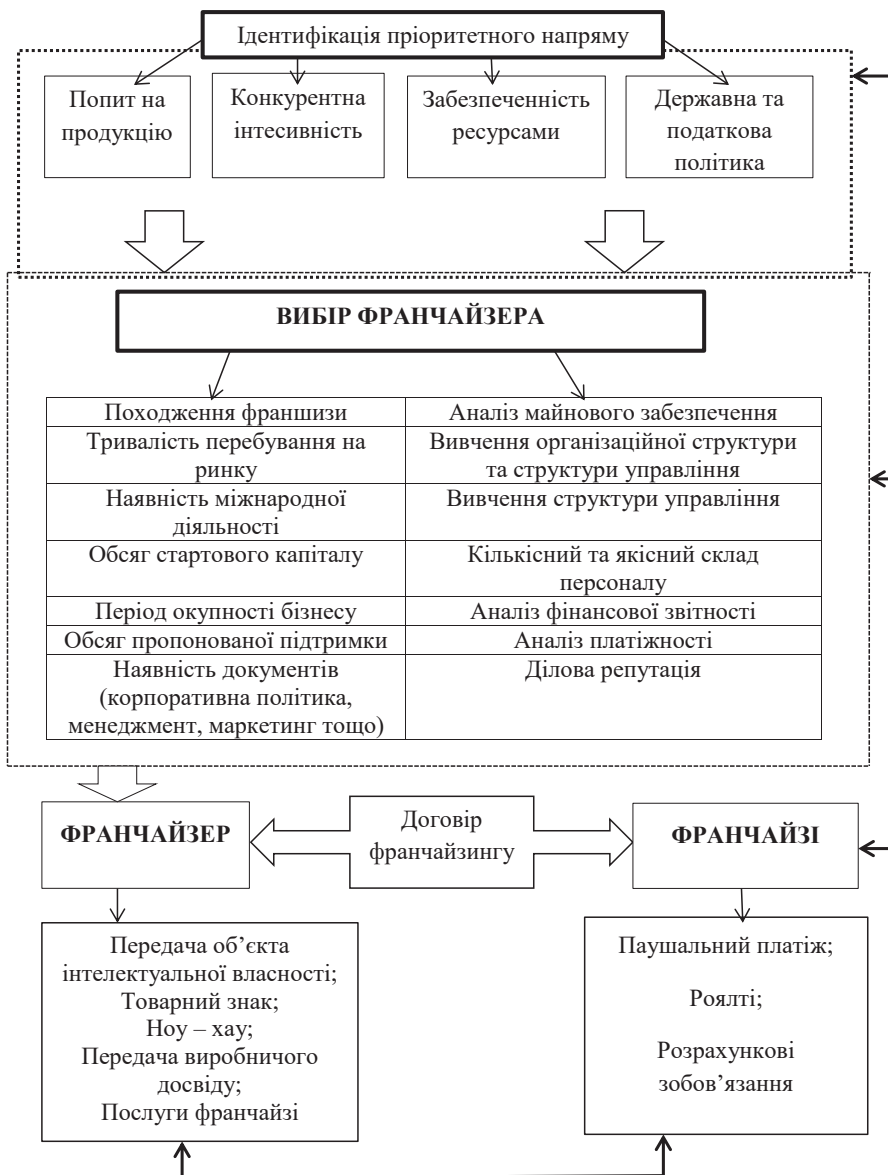 Ідентифікація пріоритетного напряму
Попит на
продукцію
Конкурентна
інтесивність
Забезпеченність
ресурсами
Державна та
податкова
політика
ВИБІР ФРАНЧАЙЗЕРА
Походження франшизи
Аналіз майнового забезпечення
Тривалість перебування на
ринку
Вивчення організаційної структури
та структури управління
Наявність міжнародної
діяльності
Вивчення структури управління
Обсяг стартового капіталу
Кількісний та якісний склад
персоналу
Період окупності бізнесу
Аналіз фінансової звітності
Обсяг пропонованої підтримки
Аналіз платіжності
Наявність документів
(корпоративна політика,
менеджмент, маркетинг тощо)
Ділова репутація
ФРАНЧАЙЗЕР
Договір
франчайзингу
ФРАНЧАЙЗІ
Передача об’єкта
інтелектуальної власності;
Товарний знак;
Ноу – хау;
Передача виробничого
досвіду;
Послуги франчайзі
Паушальний платіж;
Роялті;
Розрахункові
зобов’язання